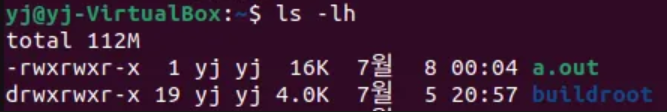 yj@yj-VirtualBox:~$ ls -lh
total 112M
-rwxrwxr-x  1 yj yj  16K  7월   8 00:04 a.out
drwxrwxr-x 19 yj yj 4.0K  7월   5 20:57 buildroot